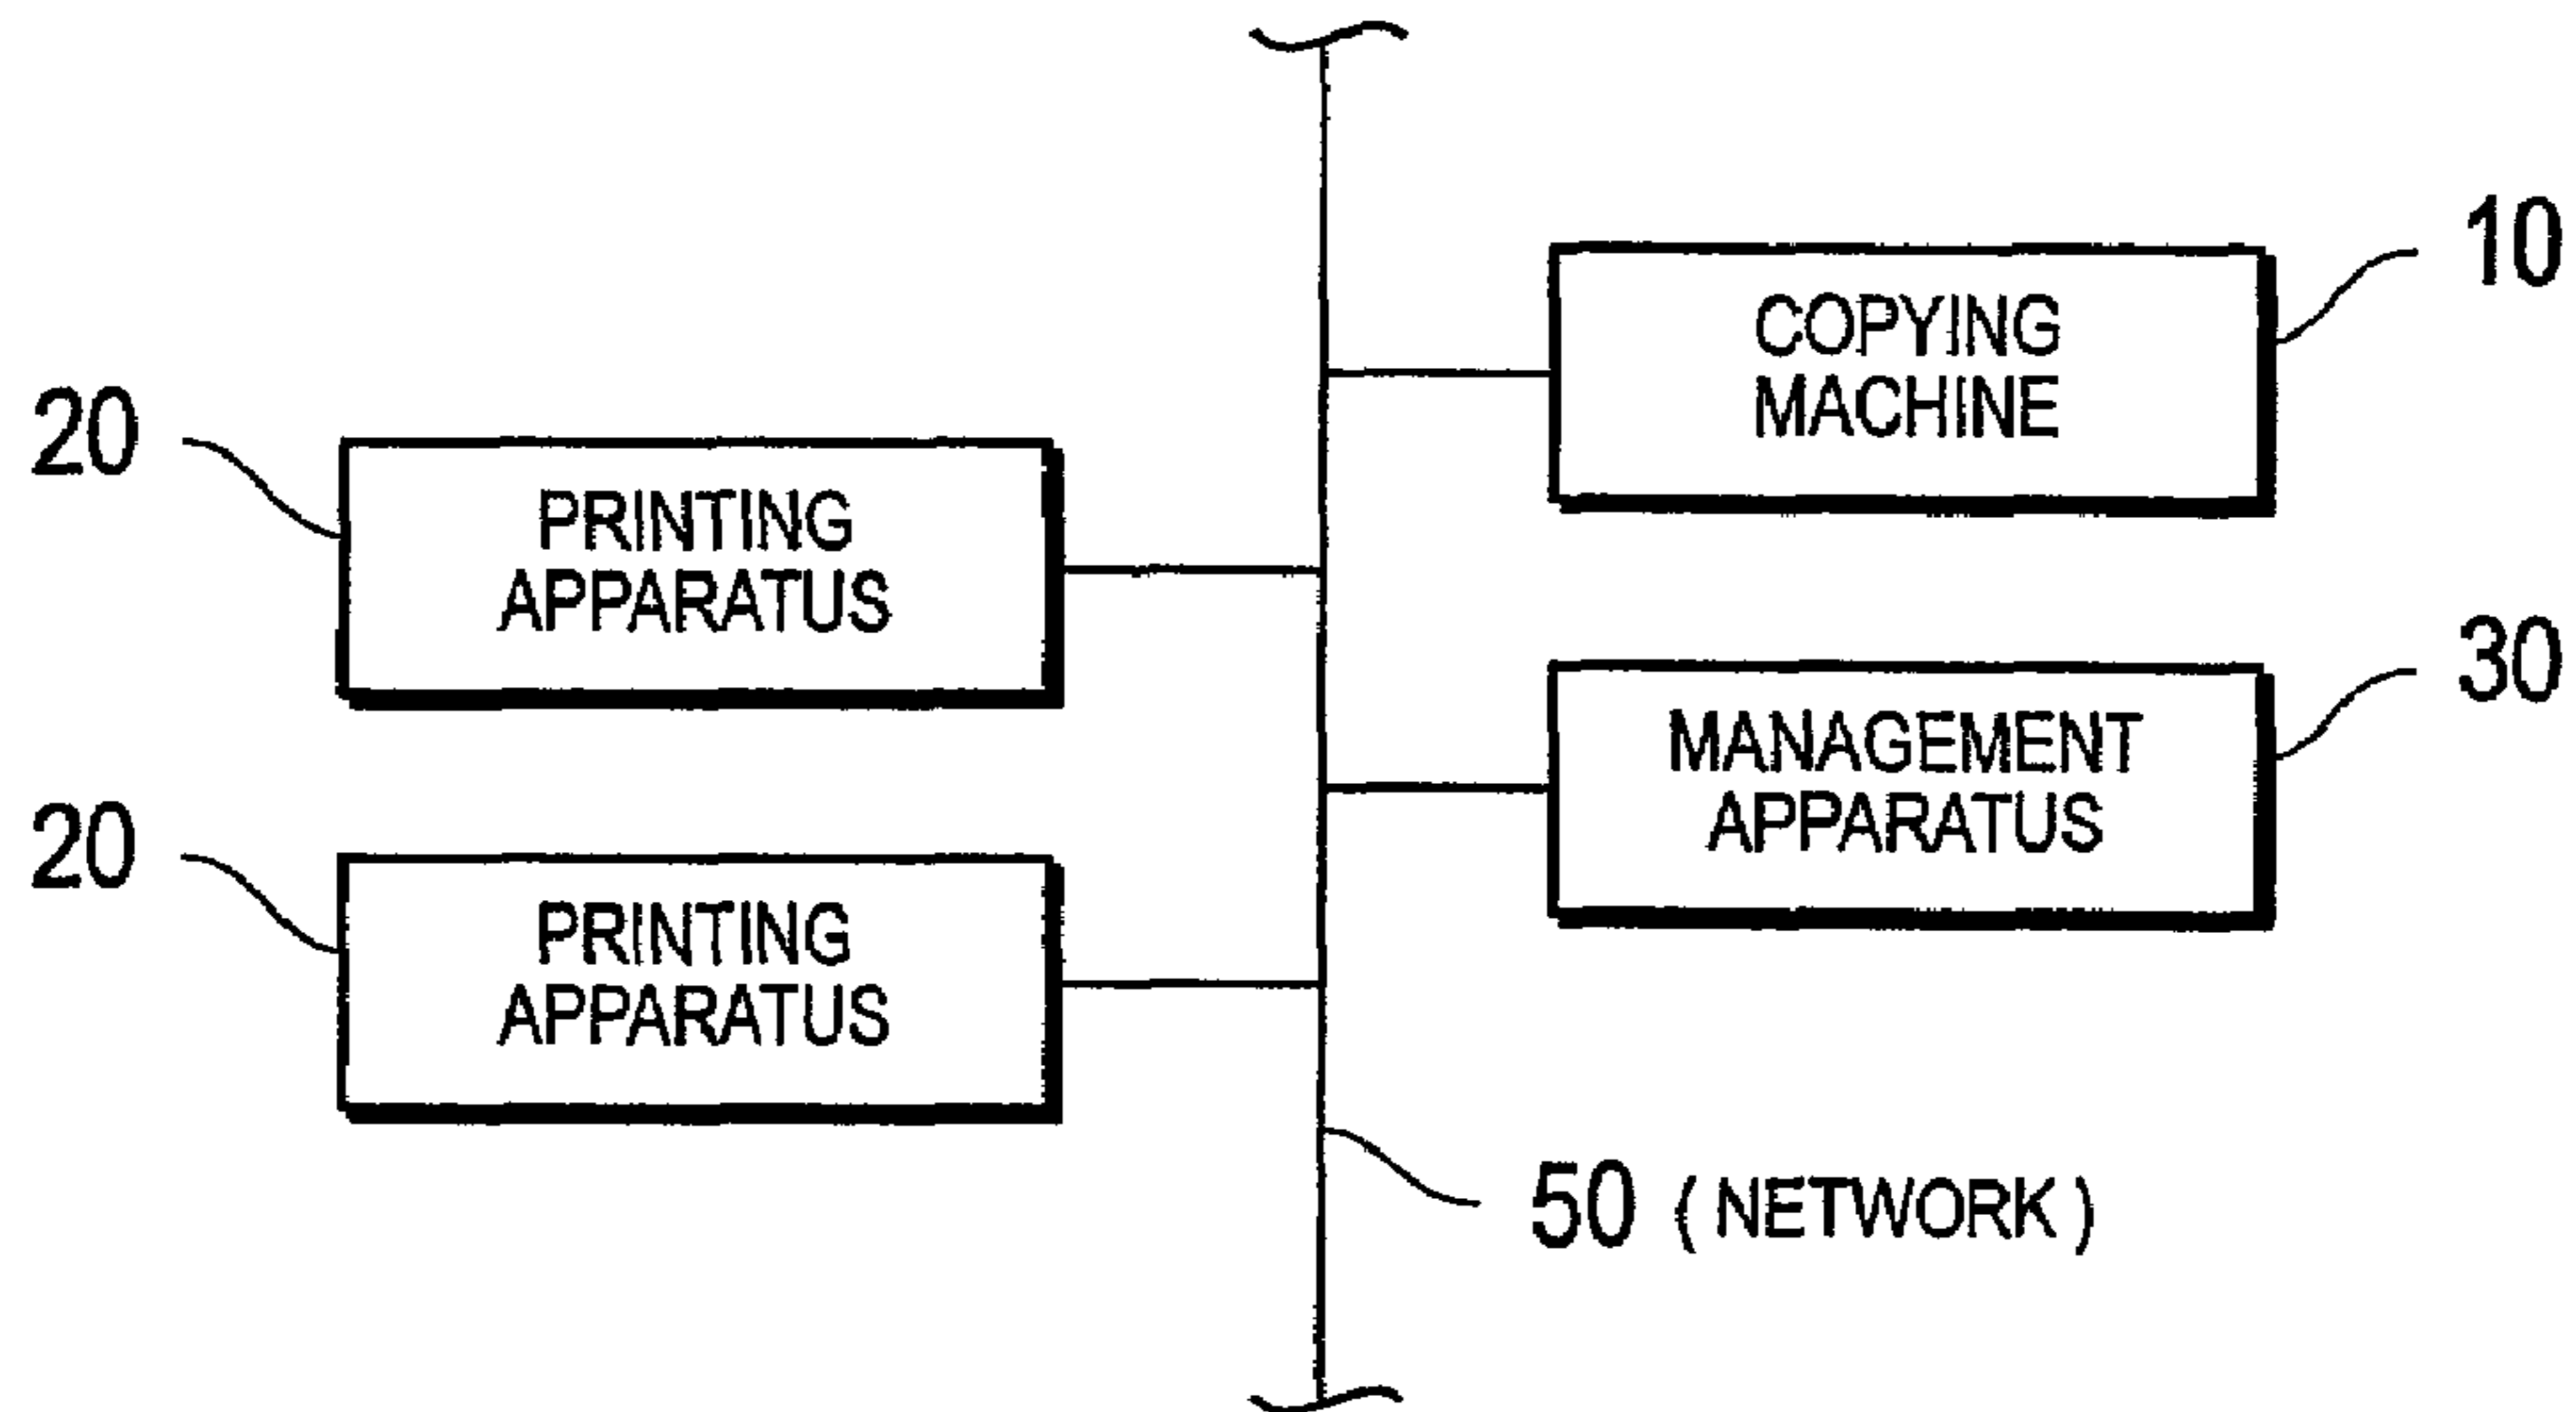 10
COPYING
MACHINE
20
PRINTING
APPARATUS
30
MANAGEMENT
APPARATUS
20
PRINTING
APPARATUS
50 ( NETWORK )